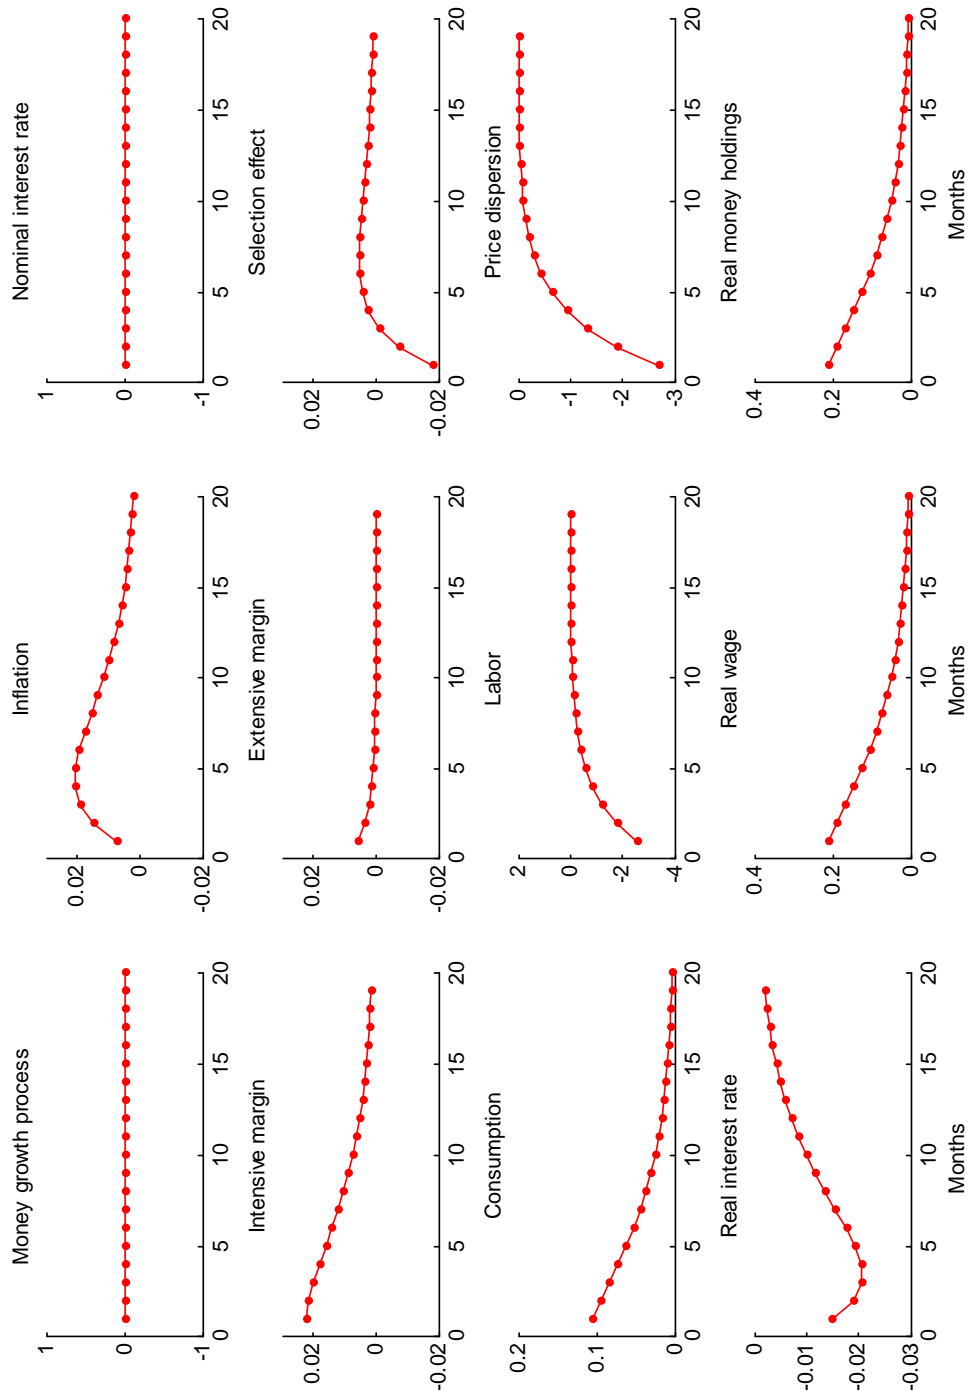 Money growth process
1
0
-1
0 5 10 15 20
Inflation
0.02
0
-0.02
0 5 10 15 20
Nominal interest rate
1
0
-1
0 5 10 15 20
Intensive margin
0.02
0
-0.02
0 5 10 15 20
Extensive margin
0.02
0
-0.02
0 5 10 15 20
Selection effect
0.02
0
-0.02
0 5 10 15 20
Consumption
0.2
0.1
0
0 5 10 15 20
Labor
2
0
-2
-4
0 5 10 15 20
Price dispersion
0
-1
-2
-3
0 5 10 15 20
Real interest rate
0
-0.01
-0.02
-0.03
0 5 10 15 20
Months
Real wage
0.4
0.2
0
0 5 10 15 20
Months
Real money holdings
0.4
0.2
0
0 5 10 15 20
Months